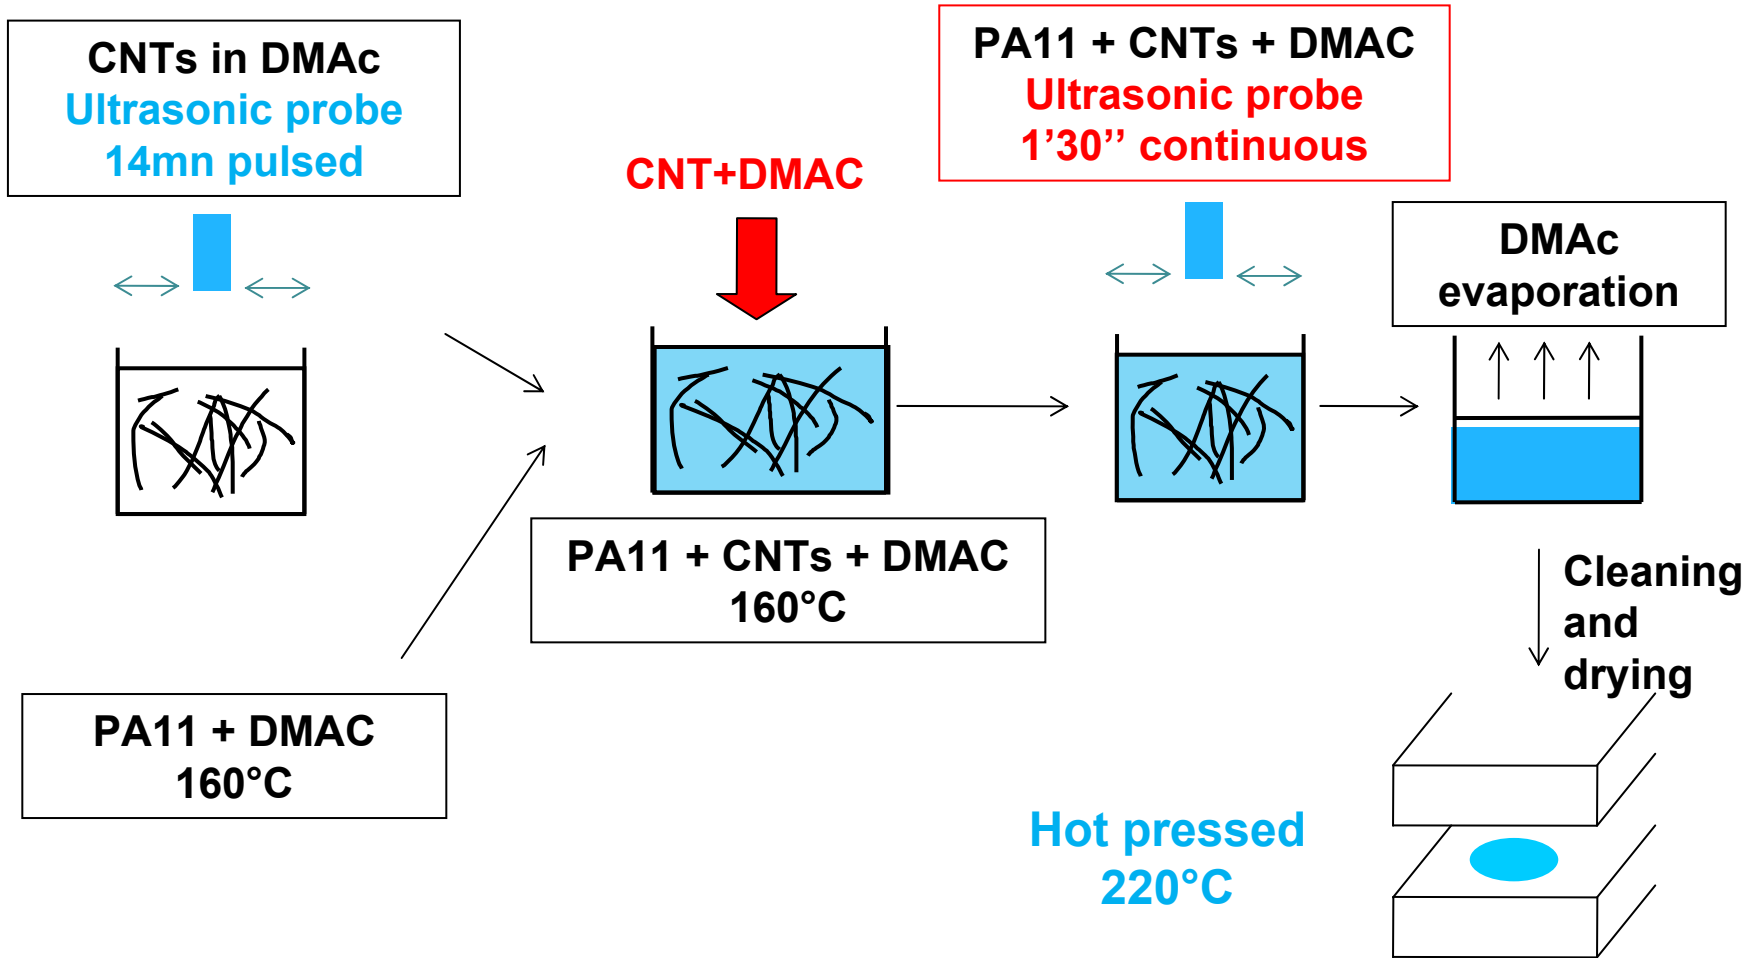 CNTs in DMAc
Ultrasonic probe
14mn pulsed
CNT+DMAC
PA11 + CNTs + DMAC
Ultrasonic probe
1’30’’ continuous
DMAc
evaporation
PA11 + CNTs + DMAC
160°C
PA11 + DMAC
160°C
Cleaning
and
drying
Hot pressed
220°C